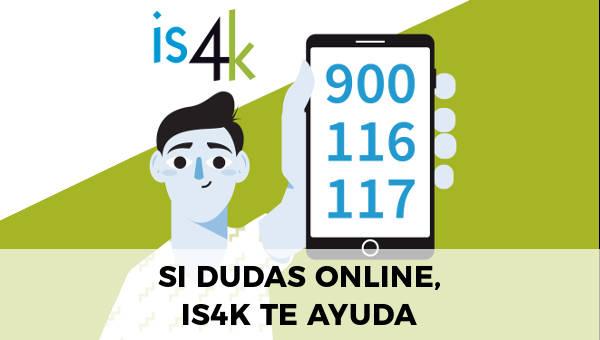 is4k
900
116
117
SI DUDAS ONLINE,
IS4K TE AYUDA